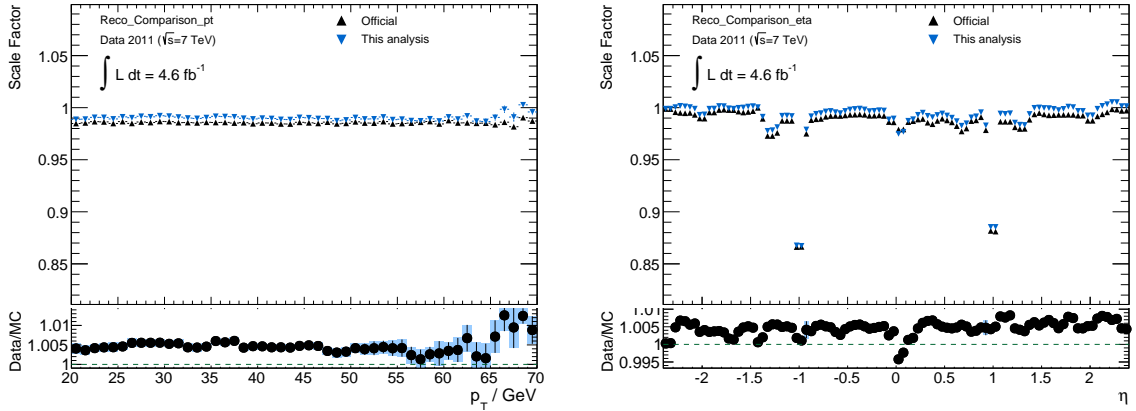 Reco_Comparison_pt
Data 2011 (√s=7 TeV)
∫ L dt = 4.6 fb⁻¹
Official
This analysis
Scale Factor
1.05
1
0.95
0.9
0.85
Data/MC
1.01
1.005
1
20 25 30 35 40 45 50 55 60 65 70
p_T / GeV
Reco_Comparison_eta
Data 2011 (√s=7 TeV)
∫ L dt = 4.6 fb⁻¹
Official
This analysis
Scale Factor
1.05
1
0.95
0.9
0.85
Data/MC
1.01
1.005
1
0.995
-2 -1.5 -1 -0.5 0 0.5 1 1.5 2
η